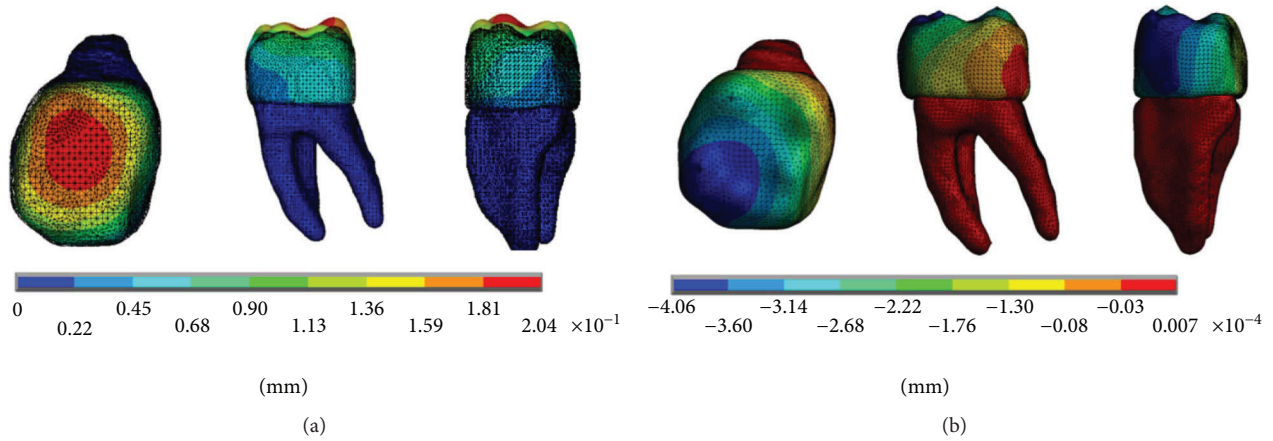 0 0.45 0.90 1.36 1.81
0.22 0.68 1.13 1.59 2.04 ×10⁻¹
(mm)
(a)
−4.06 −3.14 −2.22 −1.30 −0.03
−3.60 −2.68 −1.76 −0.08 0.007 ×10⁻⁴
(mm)
(b)